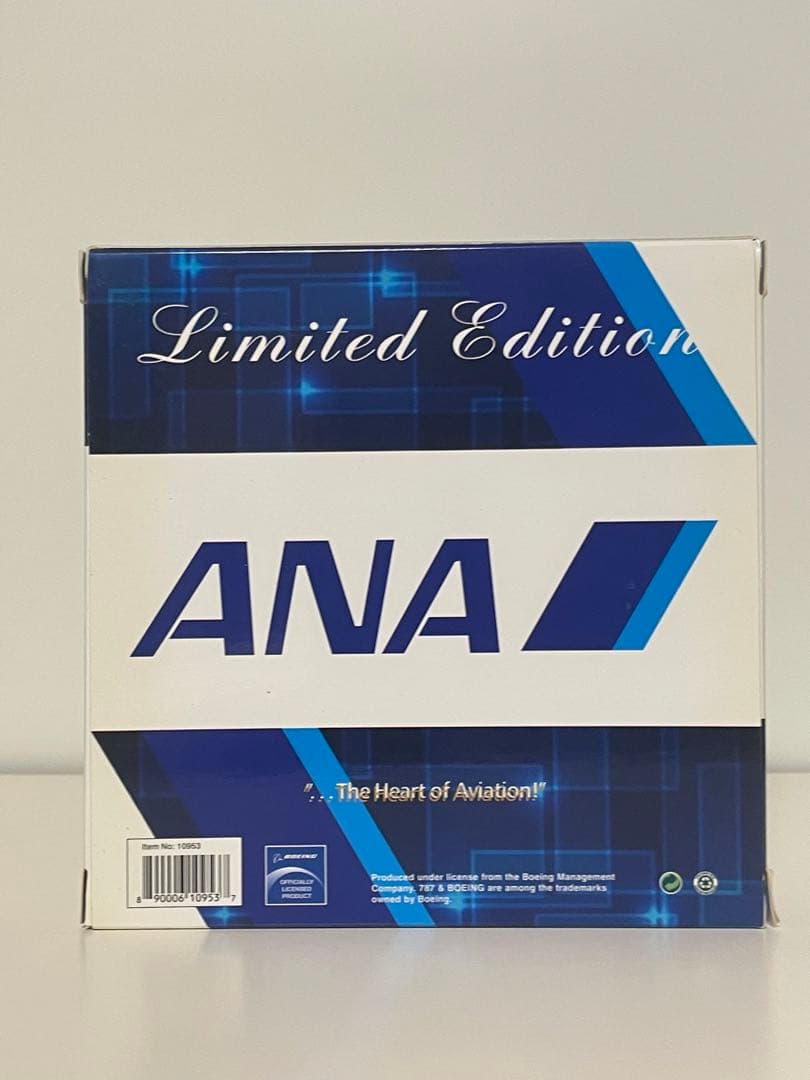 Limited Edition
ANA
"...The Heart of Aviation!"
Item No: 10953
8 90006 10953 7
BOEING
OFFICIALLY
LICENSED
PRODUCT
Produced under license from the Boeing Management
Company. 787 & BOEING are among the trademarks
owned by Boeing.